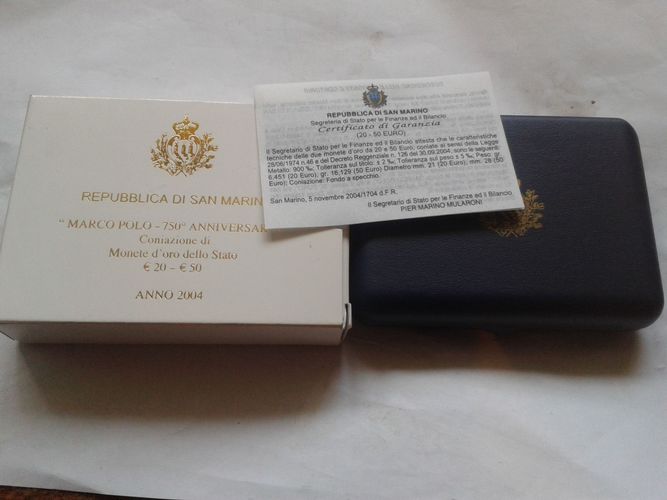 REPUBBLICA DI SAN MARIN
" MARCO POLO - 750° ANNIVERSAR
Coniazione di
Monete d'oro dello Stato
€ 20 - € 50
ANNO 2004
REPUBBLICA DI SAN MARINO
Segreteria di Stato per le Finanze ed il Bilancio
Certificato di Garanzia
(20 - 50 EURO)
Il Segretario di Stato per le Finanze ed il Bilancio attesta che le caratteristiche
tecniche delle due monete d'oro da 20 e 50 Euro, coniate ai sensi della Legge
28/06/1974 n.46 e del Decreto Reggenziale n. 126 del 30.09.2004, sono le seguenti:
Metallo: 900 ‰, Tolleranza sul titolo: ± 2 ‰, Tolleranza sul peso ± 5 ‰, Peso: g
6,451 (20 Euro), gr. 16,129 (50 Euro) Diametro mm. 21 (20 Euro), mm. 28 (50
Euro); Coniazione: Fondo a specchio.
San Marino, 5 novembre 2004/1704 d.F.R.
Il Segretario di Stato per le Finanze ed il Bilancio
PIER MARINO MULARONI